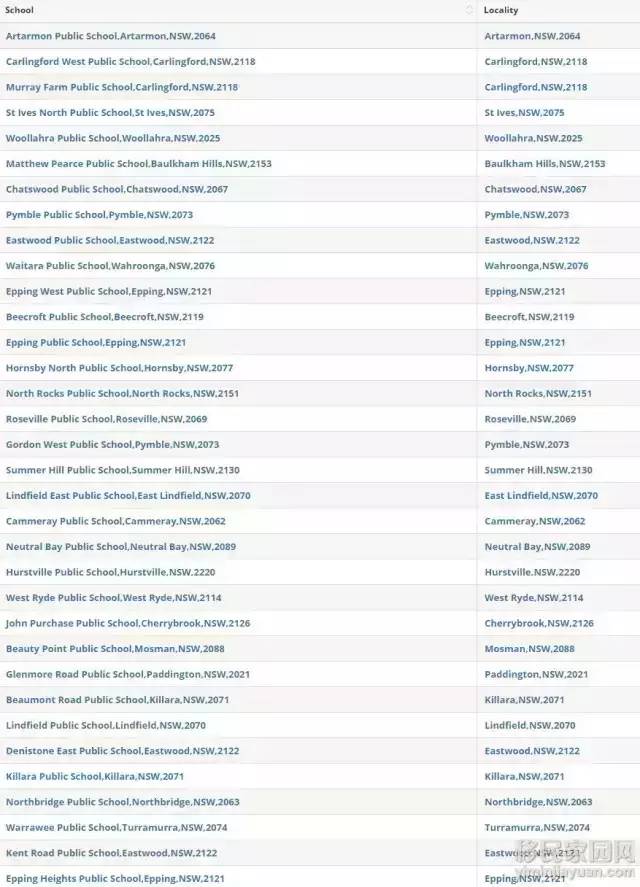 School Locality
Artarmon Public School,Artarmon,NSW,2064 Artarmon,NSW,2064
Carlingford West Public School,Carlingford,NSW,2118 Carlingford,NSW,2118
Murray Farm Public School,Carlingford,NSW,2118 Carlingford,NSW,2118
St Ives North Public School,St Ives,NSW,2075 St Ives,NSW,2075
Woollahra Public School,Woollahra,NSW,2025 Woollahra,NSW,2025
Matthew Pearce Public School,Baulkham Hills,NSW,2153 Baulkham Hills,NSW,2153
Chatswood Public School,Chatswood,NSW,2067 Chatswood,NSW,2067
Pymble Public School,Pymble,NSW,2073 Pymble,NSW,2073
Eastwood Public School,Eastwood,NSW,2122 Eastwood,NSW,2122
Waitara Public School,Wahroonga,NSW,2076 Wahroonga,NSW,2076
Epping West Public School,Epping,NSW,2121 Epping,NSW,2121
Beecroft Public School,Beecroft,NSW,2119 Beecroft,NSW,2119
Epping Public School,Epping,NSW,2121 Epping,NSW,2121
Hornsby North Public School,Hornsby,NSW,2077 Hornsby,NSW,2077
North Rocks Public School,North Rocks,NSW,2151 North Rocks,NSW,2151
Roseville Public School,Roseville,NSW,2069 Roseville,NSW,2069
Gordon West Public School,Pymble,NSW,2073 Pymble,NSW,2073
Summer Hill Public School,Summer Hill,NSW,2130 Summer Hill,NSW,2130
Lindfield East Public School,East Lindfield,NSW,2070 East Lindfield,NSW,2070
Cammeray Public School,Cammeray,NSW,2062 Cammeray,NSW,2062
Neutral Bay Public School,Neutral Bay,NSW,2089 Neutral Bay,NSW,2089
Hurstville Public School,Hurstville,NSW,2220 Hurstville,NSW,2220
West Ryde Public School,West Ryde,NSW,2114 West Ryde,NSW,2114
John Purchase Public School,Cherrybrook,NSW,2126 Cherrybrook,NSW,2126
Beauty Point Public School,Mosman,NSW,2088 Mosman,NSW,2088
Glenmore Road Public School,Paddington,NSW,2021 Paddington,NSW,2021
Beaumont Road Public School,Killara,NSW,2071 Killara,NSW,2071
Lindfield Public School,Lindfield,NSW,2070 Lindfield,NSW,2070
Denistone East Public School,Eastwood,NSW,2122 Eastwood,NSW,2122
Killara Public School,Killara,NSW,2071 Killara,NSW,2071
Northbridge Public School,Northbridge,NSW,2063 Northbridge,NSW,2063
Warrawee Public School,Turramurra,NSW,2074 Turramurra,NSW,2074
Kent Road Public School,Eastwood,NSW,2122 Eastwood,NSW,2122
移民家园网
Epping Heights Public School,Epping,NSW,2121 Epping,NSW,2121
yiminjiayuan.com